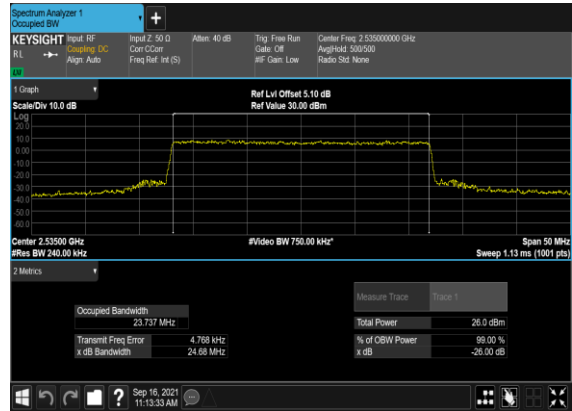 Spectrum Analyzer 1
Occupied BW
+
KEYSIGHT Input: RF Input Z: 50 Ω Atten: 40 dB Trig: Free Run Center Freq: 2.535000000 GHz
RL Coupling: DC Corr CCorr Gate: Off Avg|Hold: 500/500
Align: Auto Freq Ref: Int (S) #IF Gain: Low Radio Std: None
1 Graph
Ref Lvl Offset 5.10 dB
Scale/Div 10.0 dB Ref Value 30.00 dBm
Log
20.0
10.0
0.00
-10.0
-20.0
-30.0
-40.0
-50.0
-60.0
Center 2.53500 GHz #Video BW 750.00 kHz* Span 50 MHz
#Res BW 240.00 kHz Sweep 1.13 ms (1001 pts)
2 Metrics
Measure Trace Trace 1
Occupied Bandwidth
23.737 MHz Total Power 26.0 dBm
Transmit Freq Error 4.768 kHz % of OBW Power 99.00 %
x dB Bandwidth 24.68 MHz x dB -26.00 dB
? Sep 16, 2021
11:13:33 AM